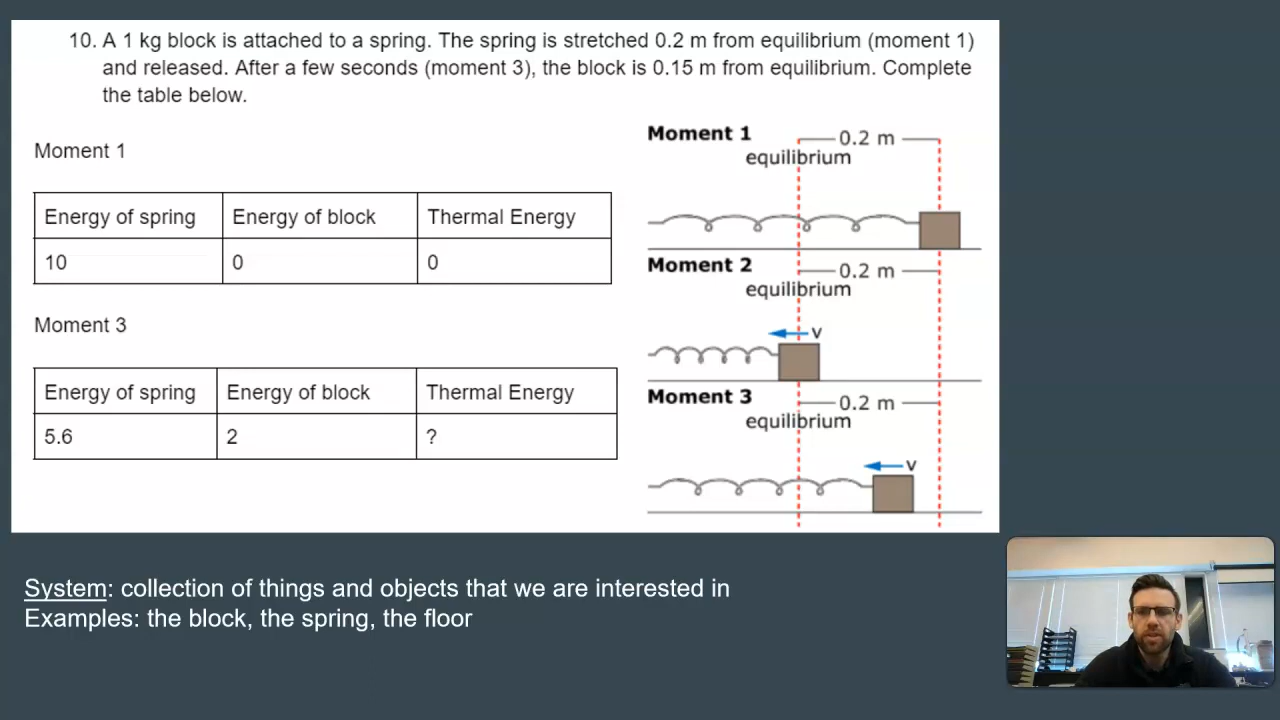 10. A 1 kg block is attached to a spring. The spring is stretched 0.2 m from equilibrium (moment 1)
and released. After a few seconds (moment 3), the block is 0.15 m from equilibrium. Complete
the table below.
Moment 1
Energy of spring Energy of block Thermal Energy
10 0 0
Moment 3
Energy of spring Energy of block Thermal Energy
5.6 2 ?
Moment 1 0.2 m
equilibrium
Moment 2 0.2 m
equilibrium
v
Moment 3 0.2 m
equilibrium
v
System: collection of things and objects that we are interested in
Examples: the block, the spring, the floor